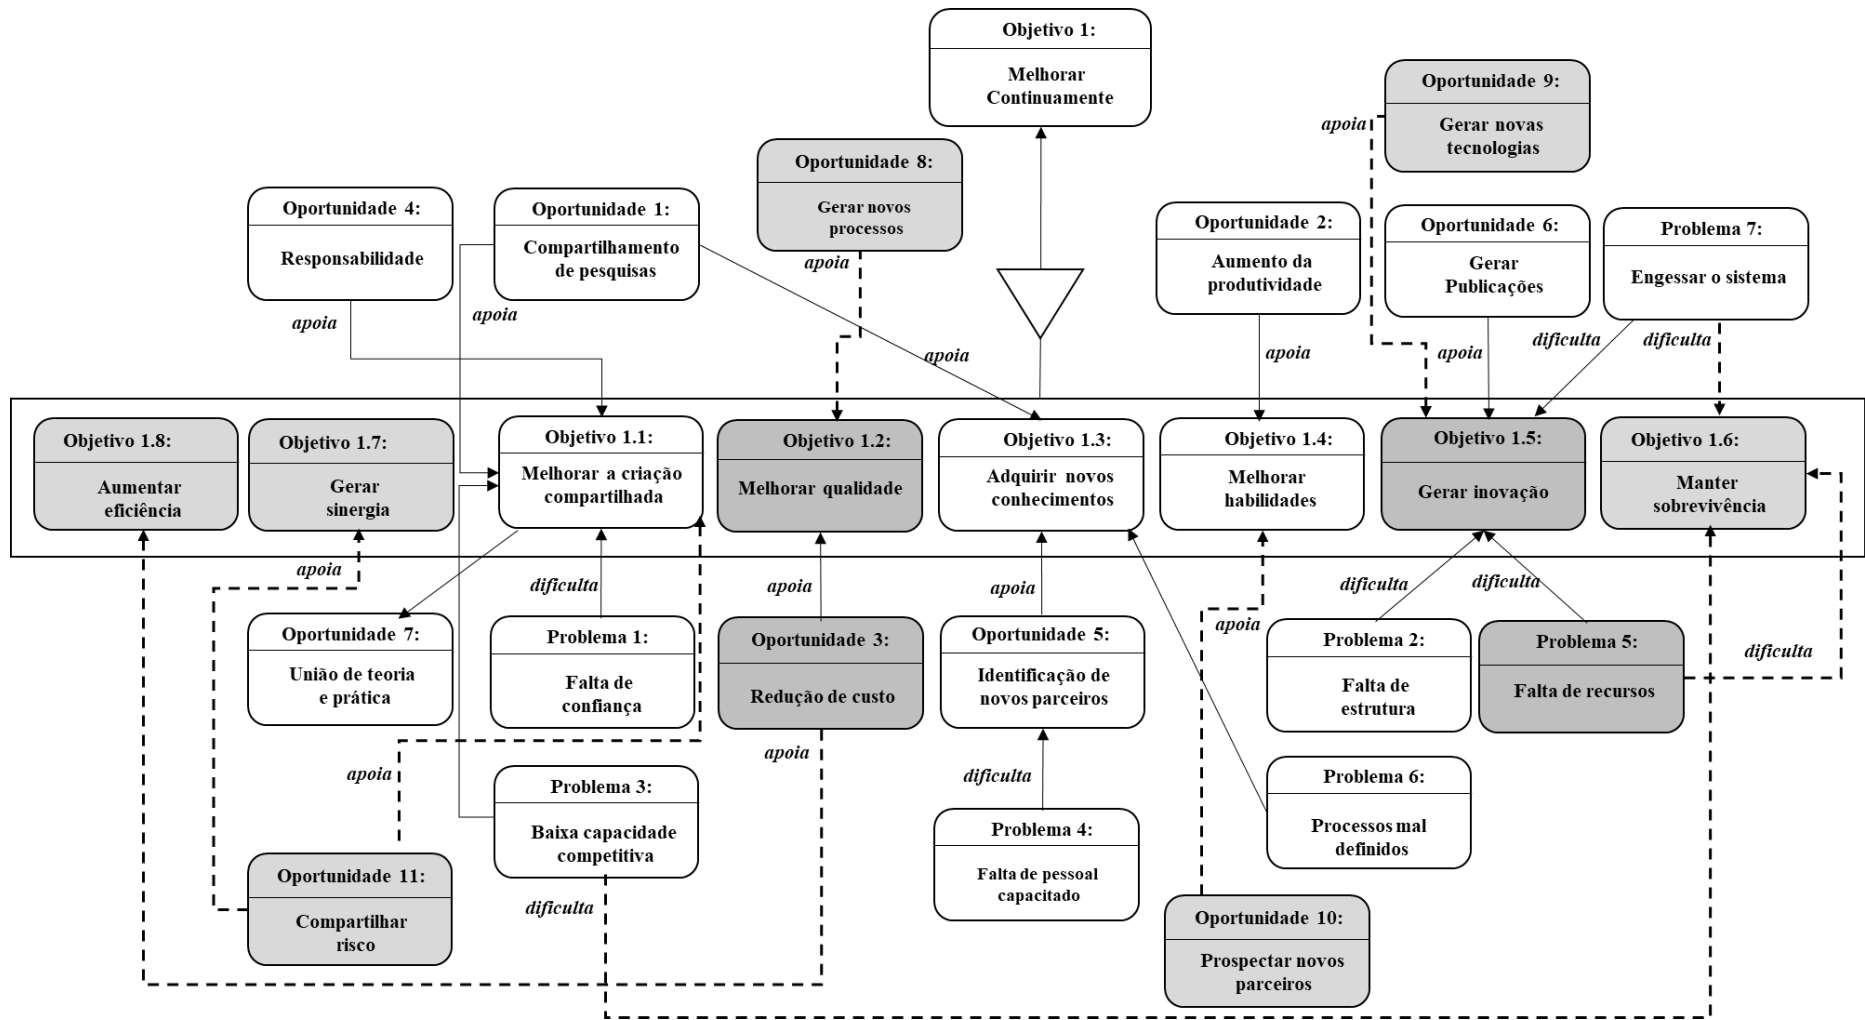 Objetivo 1:
Melhorar
Continuamente
Oportunidade 9:
Gerar novas
tecnologias
apoia
Oportunidade 8:
Gerar novos
processos
apoia
Oportunidade 4:
Responsabilidade
apoia
Oportunidade 1:
Compartilhamento
de pesquisas
apoia
apoia
Oportunidade 2:
Aumento da
produtividade
apoia
Oportunidade 6:
Gerar
Publicações
apoia
Problema 7:
Engessar o sistema
dificulta
dificulta
Objetivo 1.8:
Aumentar
eficiência
Objetivo 1.7:
Gerar
sinergia
Objetivo 1.1:
Melhorar a criação
compartilhada
Objetivo 1.2:
Melhorar qualidade
Objetivo 1.3:
Adquirir novos
conhecimentos
Objetivo 1.4:
Melhorar
habilidades
Objetivo 1.5:
Gerar inovação
Objetivo 1.6:
Manter
sobrevivência
apoia
dificulta
apoia
apoia
apoia
dificulta
dificulta
dificulta
Oportunidade 7:
União de teoria
e prática
Problema 1:
Falta de
confiança
Oportunidade 3:
Redução de custo
Oportunidade 5:
Identificação de
novos parceiros
Problema 2:
Falta de
estrutura
Problema 5:
Falta de recursos
apoia
apoia
dificulta
Problema 3:
Baixa capacidade
competitiva
dificulta
Problema 4:
Falta de pessoal
capacitado
Problema 6:
Processos mal
definidos
Oportunidade 11:
Compartilhar
risco
Oportunidade 10:
Prospectar novos
parceiros